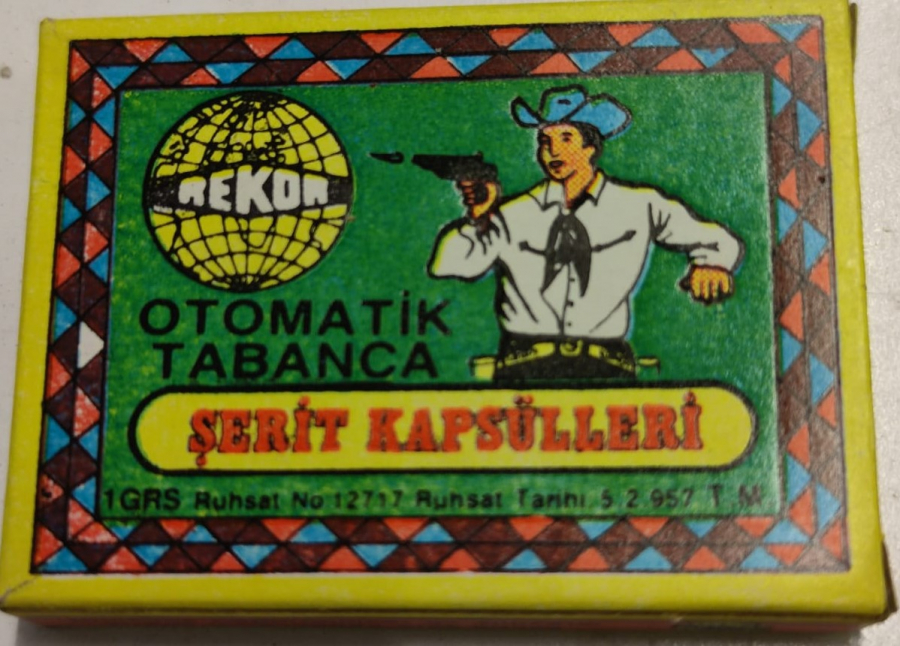 REKOR
OTOMATİK
TABANCA
ŞERİT KAPSÜLLERİ
1GRS Ruhsat No 12717 Ruhsat Tarihi 5 2 957 T M